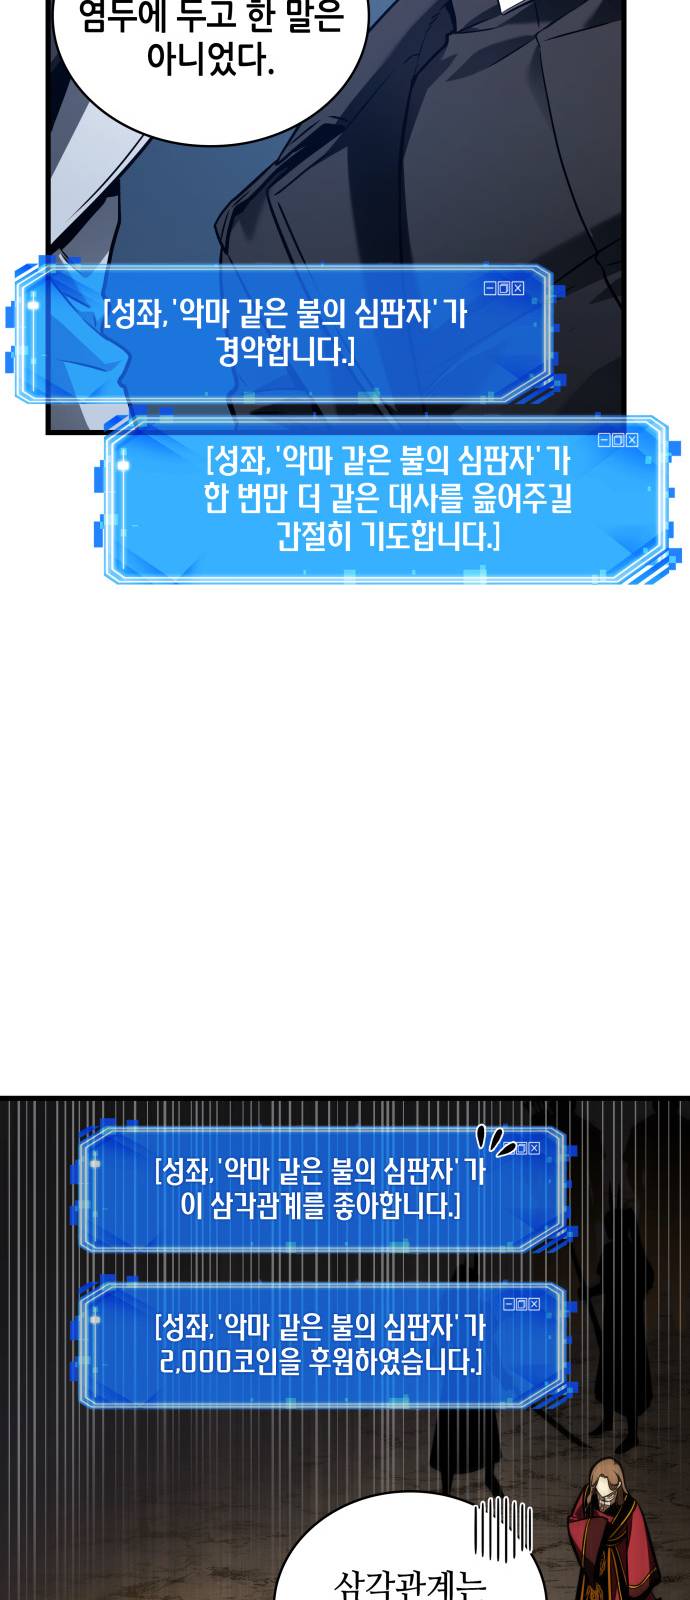 염두에 두고 한 말은
아니었다.
[성좌, '악마 같은 불의 심판자'가
경악합니다.]
[성좌, '악마 같은 불의 심판자'가
한 번만 더 같은 대사를 읊어주길
간절히 기도합니다.]
[성좌, '악마 같은 불의 심판자'가
이 삼각관계를 좋아합니다.]
[성좌, '악마 같은 불의 심판자'가
2,000코인을 후원하였습니다.]
삼각관계는